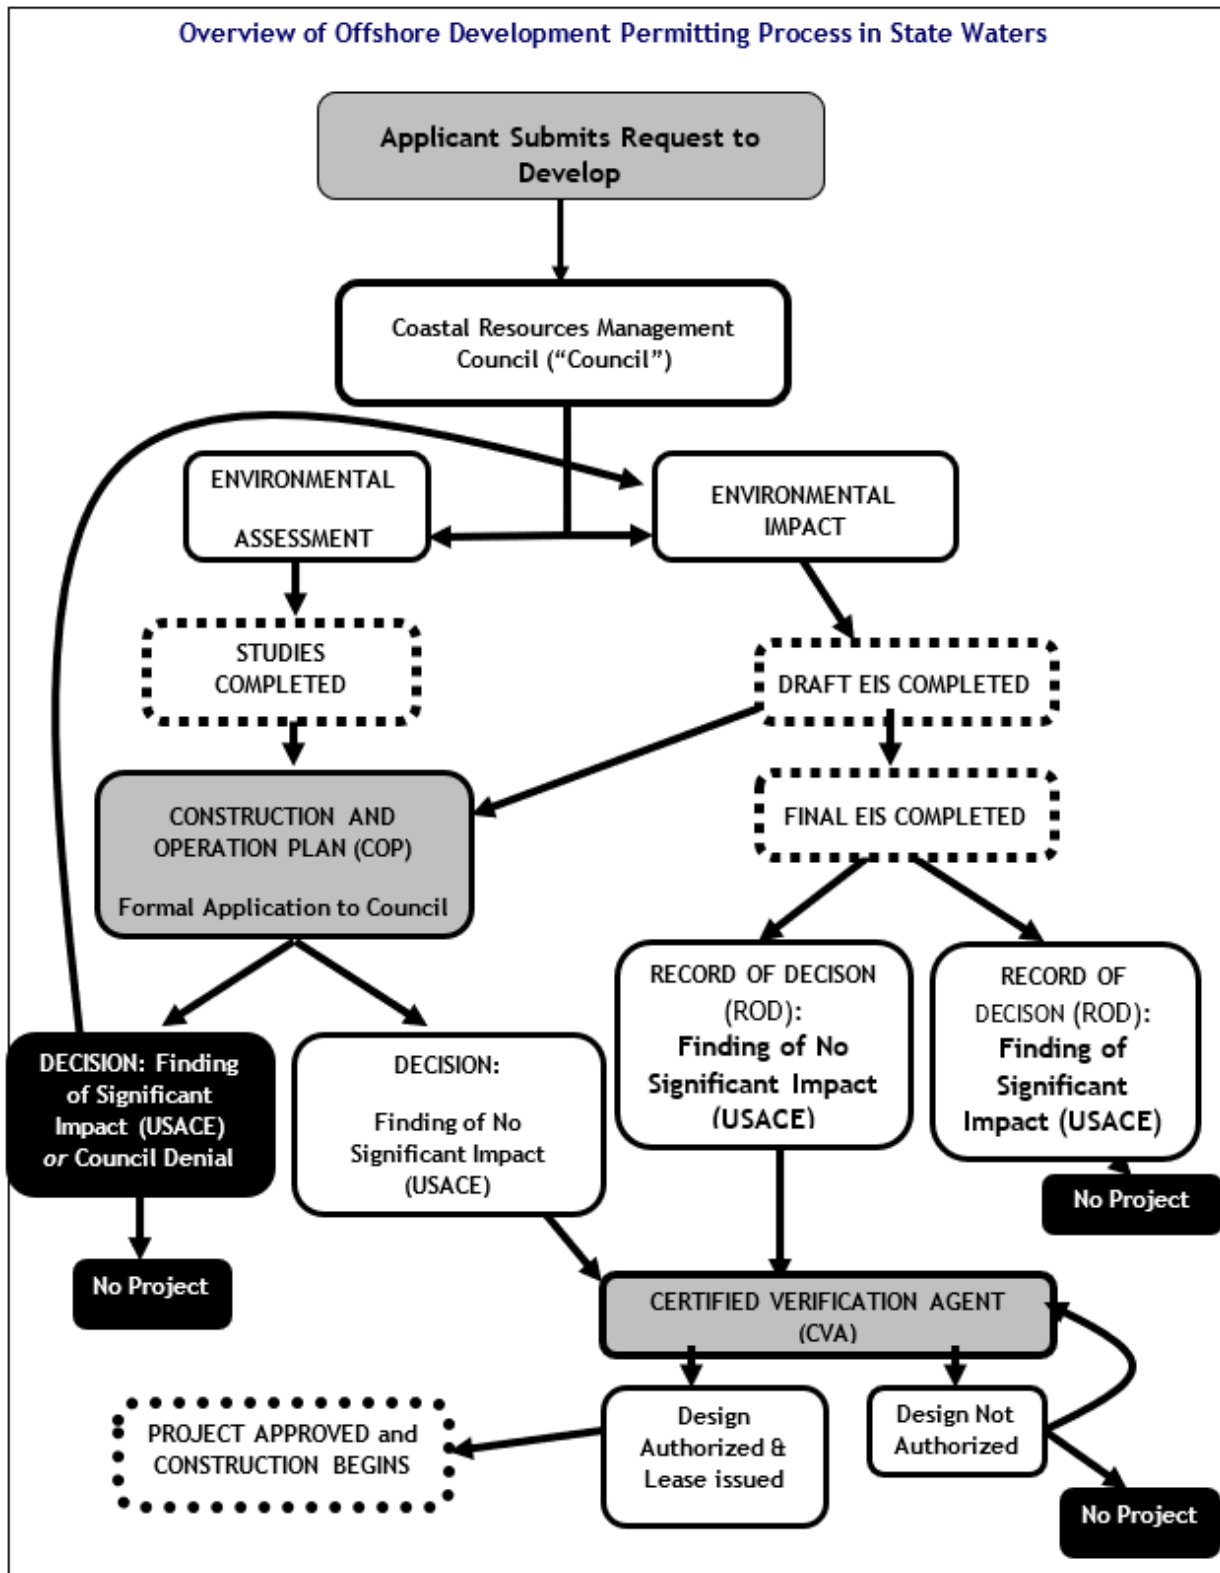 Overview of Offshore Development Permitting Process in State Waters
Applicant Submits Request to
Develop
Coastal Resources Management
Council (“Council”)
ENVIRONMENTAL
ASSESSMENT
ENVIRONMENTAL
IMPACT
STUDIES
COMPLETED
DRAFT EIS COMPLETED
CONSTRUCTION AND
OPERATION PLAN (COP)
Formal Application to Council
FINAL EIS COMPLETED
RECORD OF DECISON
(ROD):
Finding of No
Significant Impact
(USACE)
RECORD OF
DECISON (ROD):
Finding of
Significant
Impact (USACE)
DECISION: Finding
of Significant
Impact (USACE)
or Council Denial
DECISION:
Finding of No
Significant Impact
(USACE)
No Project
No Project
CERTIFIED VERIFICATION AGENT
(CVA)
PROJECT APPROVED and
CONSTRUCTION BEGINS
Design
Authorized &
Lease issued
Design Not
Authorized
No Project